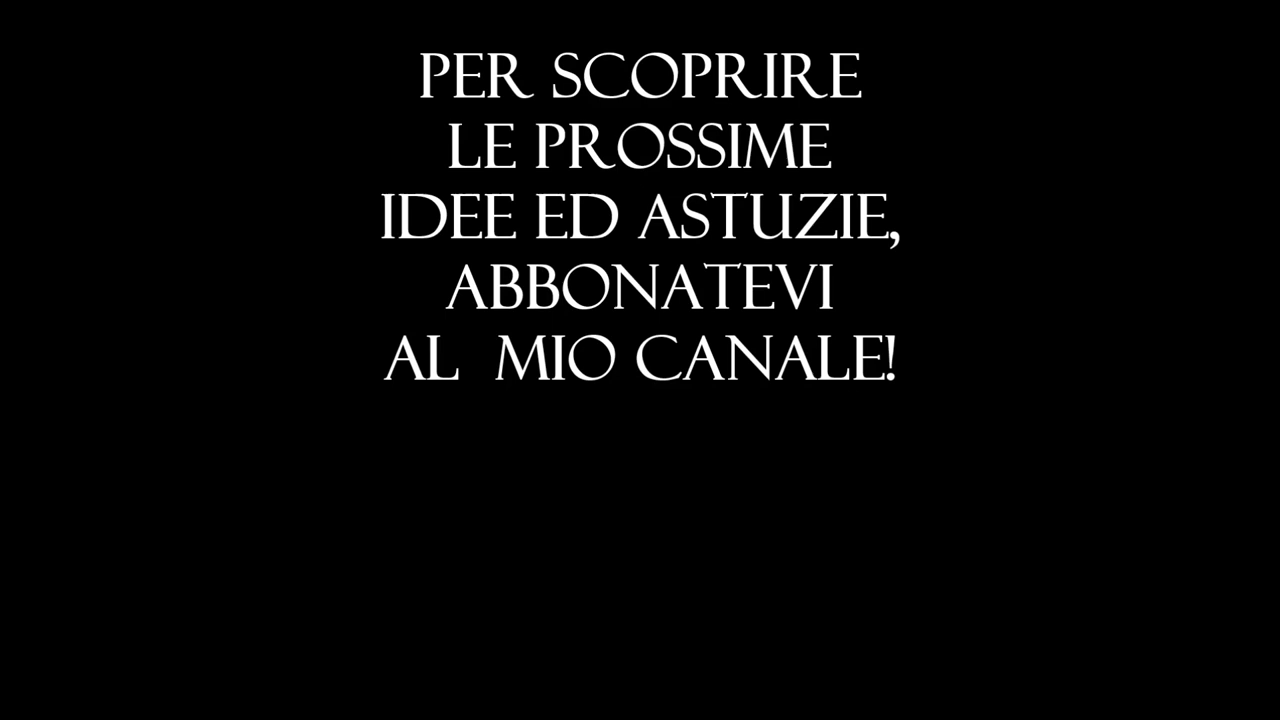 PER SCOPRIRE
LE PROSSIME
IDEE ED ASTUZIE,
ABBONATEVI
AL  MIO CANALE!